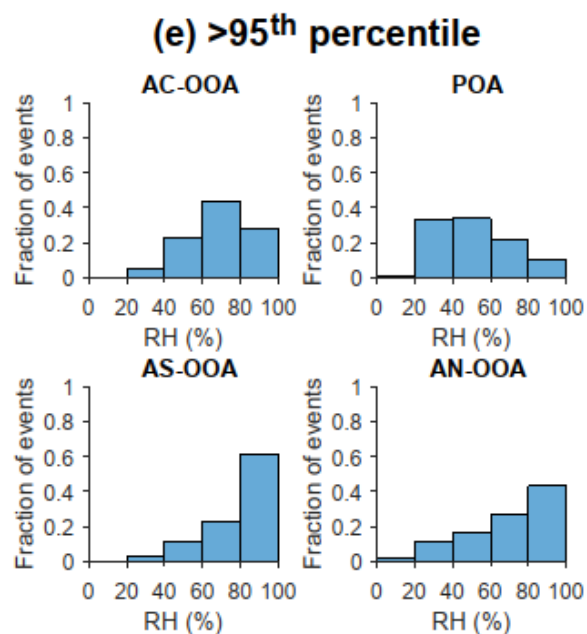 (e) >95th percentile
AC-OOA
POA
Fraction of events
1
0.8
0.6
0.4
0.2
0
0 20 40 60 80 100
RH (%)
Fraction of events
1
0.8
0.6
0.4
0.2
0
0 20 40 60 80 100
RH (%)
AS-OOA
AN-OOA
Fraction of events
1
0.8
0.6
0.4
0.2
0
0 20 40 60 80 100
RH (%)
Fraction of events
1
0.8
0.6
0.4
0.2
0
0 20 40 60 80 100
RH (%)